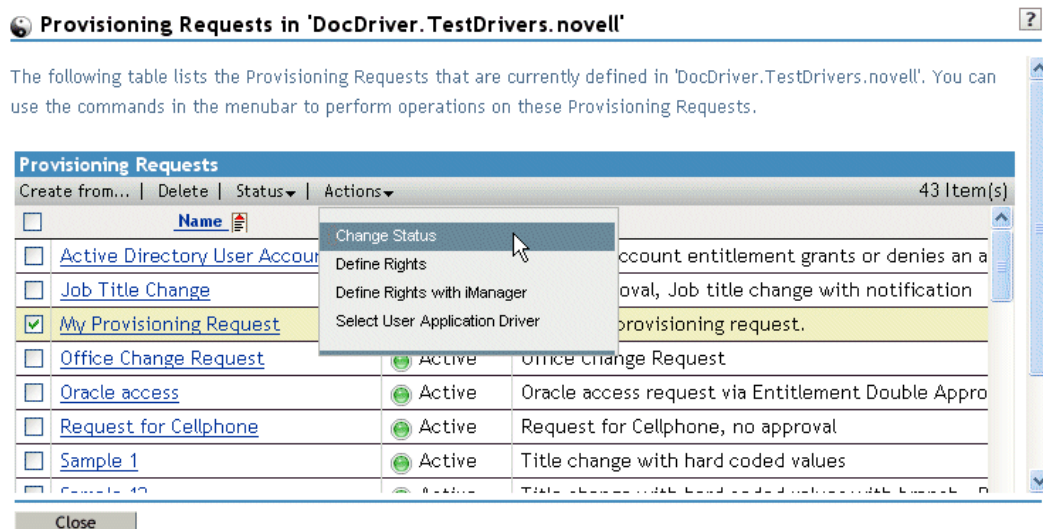 Provisioning Requests in 'DocDriver.TestDrivers.novell'
?
The following table lists the Provisioning Requests that are currently defined in 'DocDriver.TestDrivers.novell'. You can
use the commands in the menubar to perform operations on these Provisioning Requests.
Provisioning Requests
Create from... | Delete | Status | Actions 43 Item(s)
Name
Change Status
Define Rights
Define Rights with iManager
Select User Application Driver
Active Directory User Accou ccount entitlement grants or denies an a
Job Title Change oval, Job title change with notification
My Provisioning Request provisioning request.
Office Change Request Active Office Change Request
Oracle access Active Oracle access request via Entitlement Double Appro
Request for Cellphone Active Request for Cellphone, no approval
Sample 1 Active Title change with hard coded values
Close